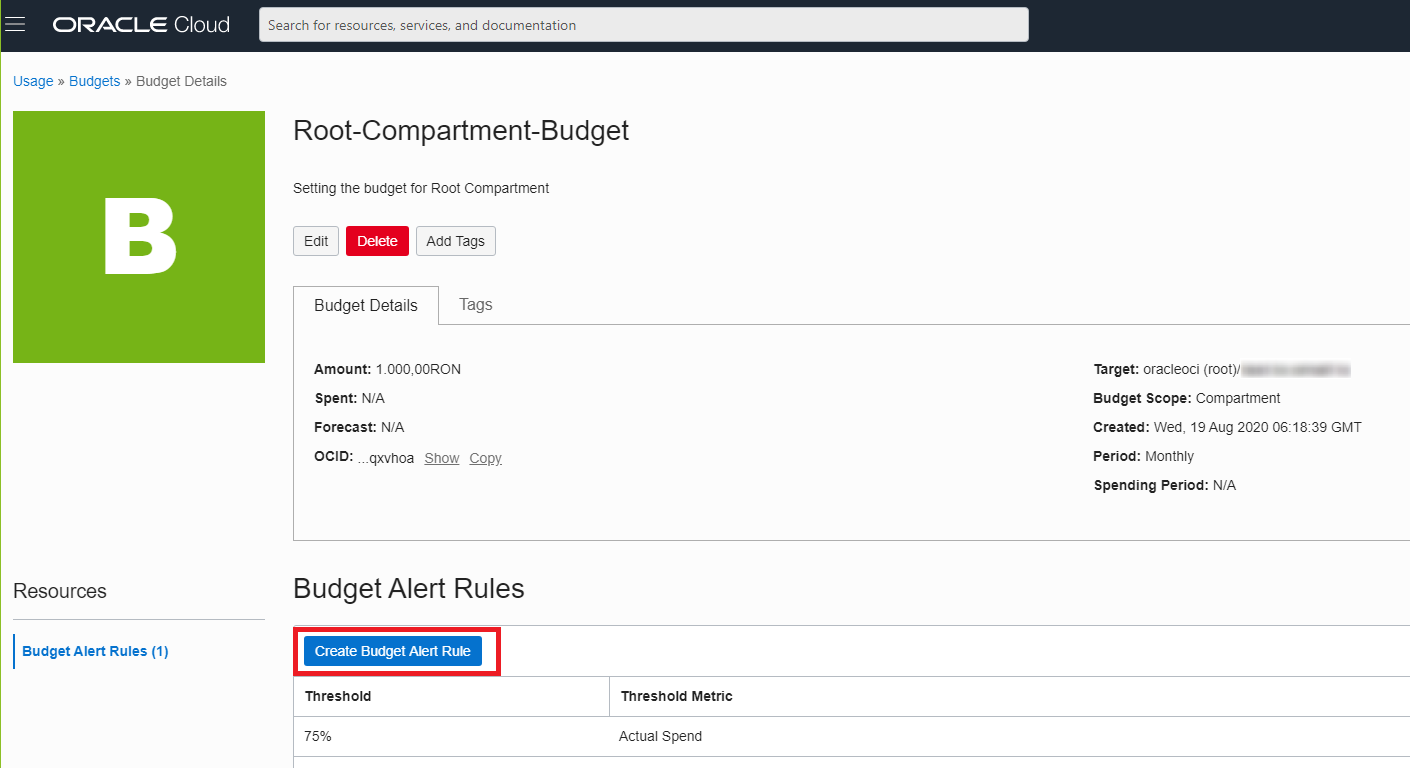 ORACLE Cloud
Search for resources, services, and documentation
Usage » Budgets » Budget Details
B
Root-Compartment-Budget
Setting the budget for Root Compartment
Edit Delete Add Tags
Budget Details Tags
Amount: 1.000,00RON
Spent: N/A
Forecast: N/A
OCID: ...qxvhoa Show Copy
Target: oracleoci (root)/
Budget Scope: Compartment
Created: Wed, 19 Aug 2020 06:18:39 GMT
Period: Monthly
Spending Period: N/A
Resources
Budget Alert Rules (1)
Budget Alert Rules
Create Budget Alert Rule
Threshold Threshold Metric
75% Actual Spend